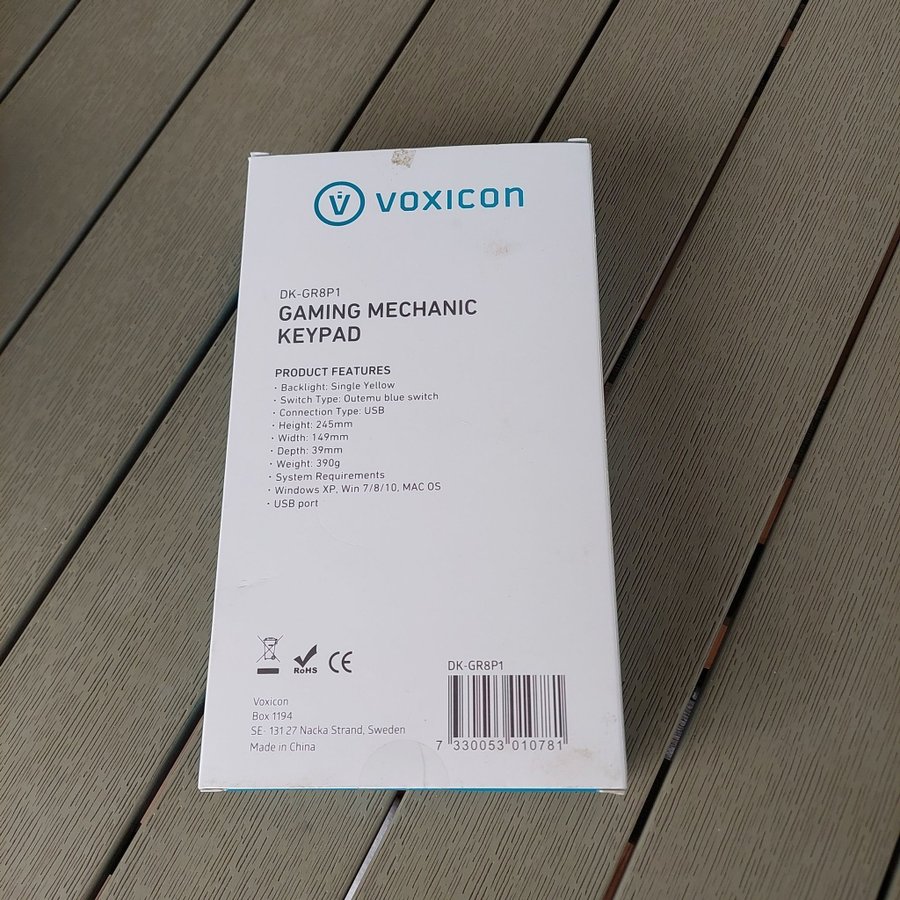 VOXICON
DK-GR8P1
GAMING MECHANIC
KEYPAD
PRODUCT FEATURES
· Backlight: Single Yellow
· Switch Type: Outemu blue switch
· Connection Type: USB
· Height: 245mm
· Width: 149mm
· Depth: 39mm
· Weight: 390g
· System Requirements
· Windows XP, Win 7/8/10, MAC OS
· USB port
RoHS
CE
DK-GR8P1
Voxicon
Box 1194
SE- 131 27 Nacka Strand, Sweden
Made in China
7 330053 010781